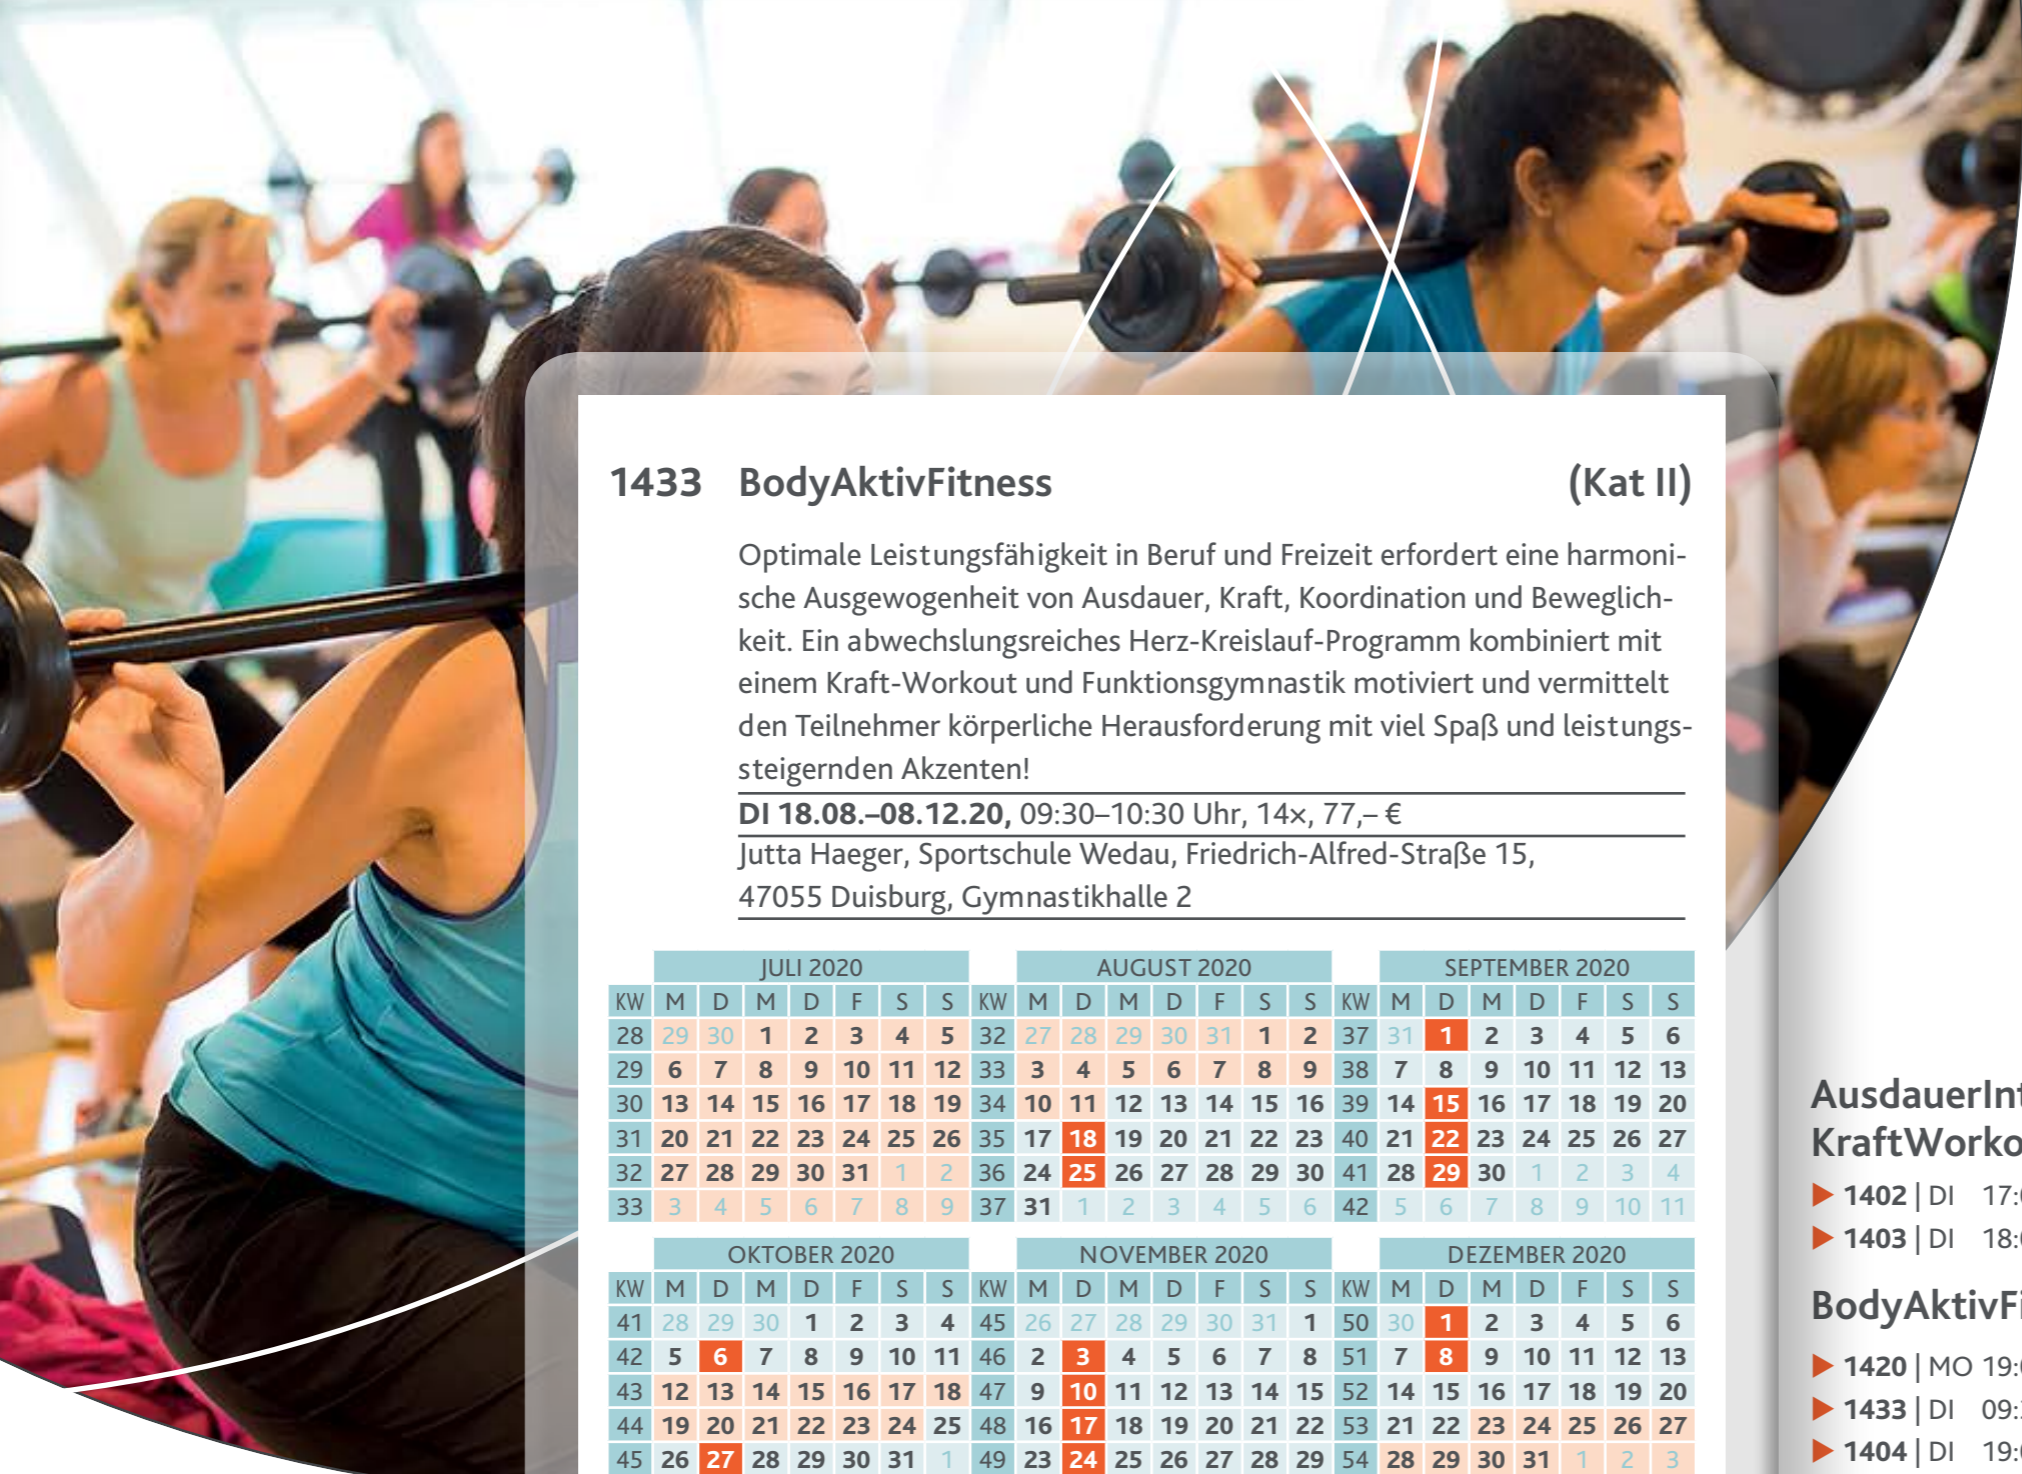 1433 BodyAktivFitness (Kat II)
Optimale Leistungsfähigkeit in Beruf und Freizeit erfordert eine harmoni-
sche Ausgewogenheit von Ausdauer, Kraft, Koordination und Beweglich-
keit. Ein abwechslungsreiches Herz-Kreislauf-Programm kombiniert mit
einem Kraft-Workout und Funktionsgymnastik motiviert und vermittelt
den Teilnehmer körperliche Herausforderung mit viel Spaß und leistungs-
steigernden Akzenten!
DI 18.08.–08.12.20, 09:30–10:30 Uhr, 14×, 77,– €
Jutta Haeger, Sportschule Wedau, Friedrich-Alfred-Straße 15,
47055 Duisburg, Gymnastikhalle 2
JULI 2020 AUGUST 2020 SEPTEMBER 2020
KW M D M D F S S KW M D M D F S S KW M D M D F S S
28 29 30 1 2 3 4 5 32 27 28 29 30 31 1 2 37 31 1 2 3 4 5 6
29 6 7 8 9 10 11 12 33 3 4 5 6 7 8 9 38 7 8 9 10 11 12 13
30 13 14 15 16 17 18 19 34 10 11 12 13 14 15 16 39 14 15 16 17 18 19 20
31 20 21 22 23 24 25 26 35 17 18 19 20 21 22 23 40 21 22 23 24 25 26 27
32 27 28 29 30 31 1 2 36 24 25 26 27 28 29 30 41 28 29 30 1 2 3 4
33 3 4 5 6 7 8 9 37 31 1 2 3 4 5 6 42 5 6 7 8 9 10 11
OKTOBER 2020 NOVEMBER 2020 DEZEMBER 2020
KW M D M D F S S KW M D M D F S S KW M D M D F S S
41 28 29 30 1 2 3 4 45 26 27 28 29 30 31 1 50 30 1 2 3 4 5 6
42 5 6 7 8 9 10 11 46 2 3 4 5 6 7 8 51 7 8 9 10 11 12 13
43 12 13 14 15 16 17 18 47 9 10 11 12 13 14 15 52 14 15 16 17 18 19 20
44 19 20 21 22 23 24 25 48 16 17 18 19 20 21 22 53 21 22 23 24 25 26 27
45 26 27 28 29 30 31 1 49 23 24 25 26 27 28 29 54 28 29 30 31 1 2 3
AusdauerInt
KraftWorko
▶ 1402 | DI 17:0
▶ 1403 | DI 18:0
BodyAktivFi
▶ 1420 | MO 19:0
▶ 1433 | DI 09:3
▶ 1404 | DI 19:0